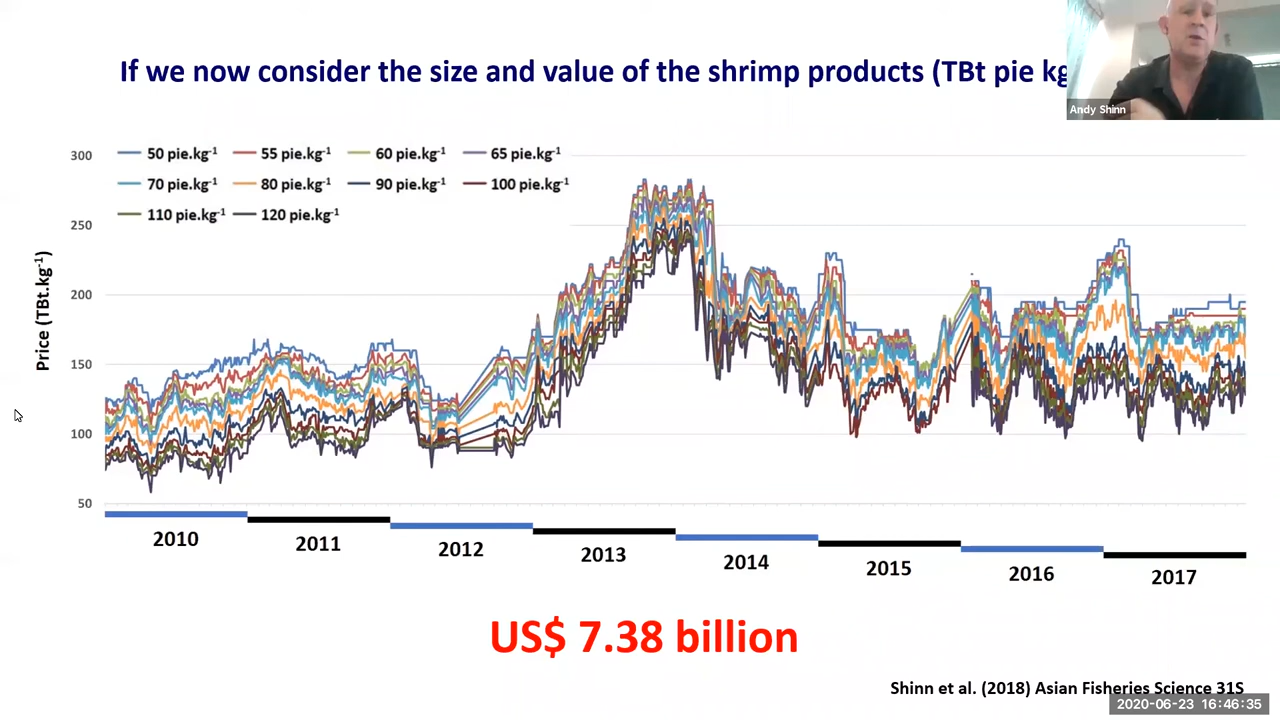 If we now consider the size and value of the shrimp products (TBt pie kg
Andy Shinn
50 pie.kg-1 55 pie.kg-1 60 pie.kg-1 65 pie.kg-1
70 pie.kg-1 80 pie.kg-1 90 pie.kg-1 100 pie.kg-1
110 pie.kg-1 120 pie.kg-1
Price (TBt.kg-1)
300
250
200
150
100
50
2010 2011 2012 2013 2014 2015 2016 2017
US$ 7.38 billion
Shinn et al. (2018) Asian Fisheries Science 31S
2020-06-23 16:46:35